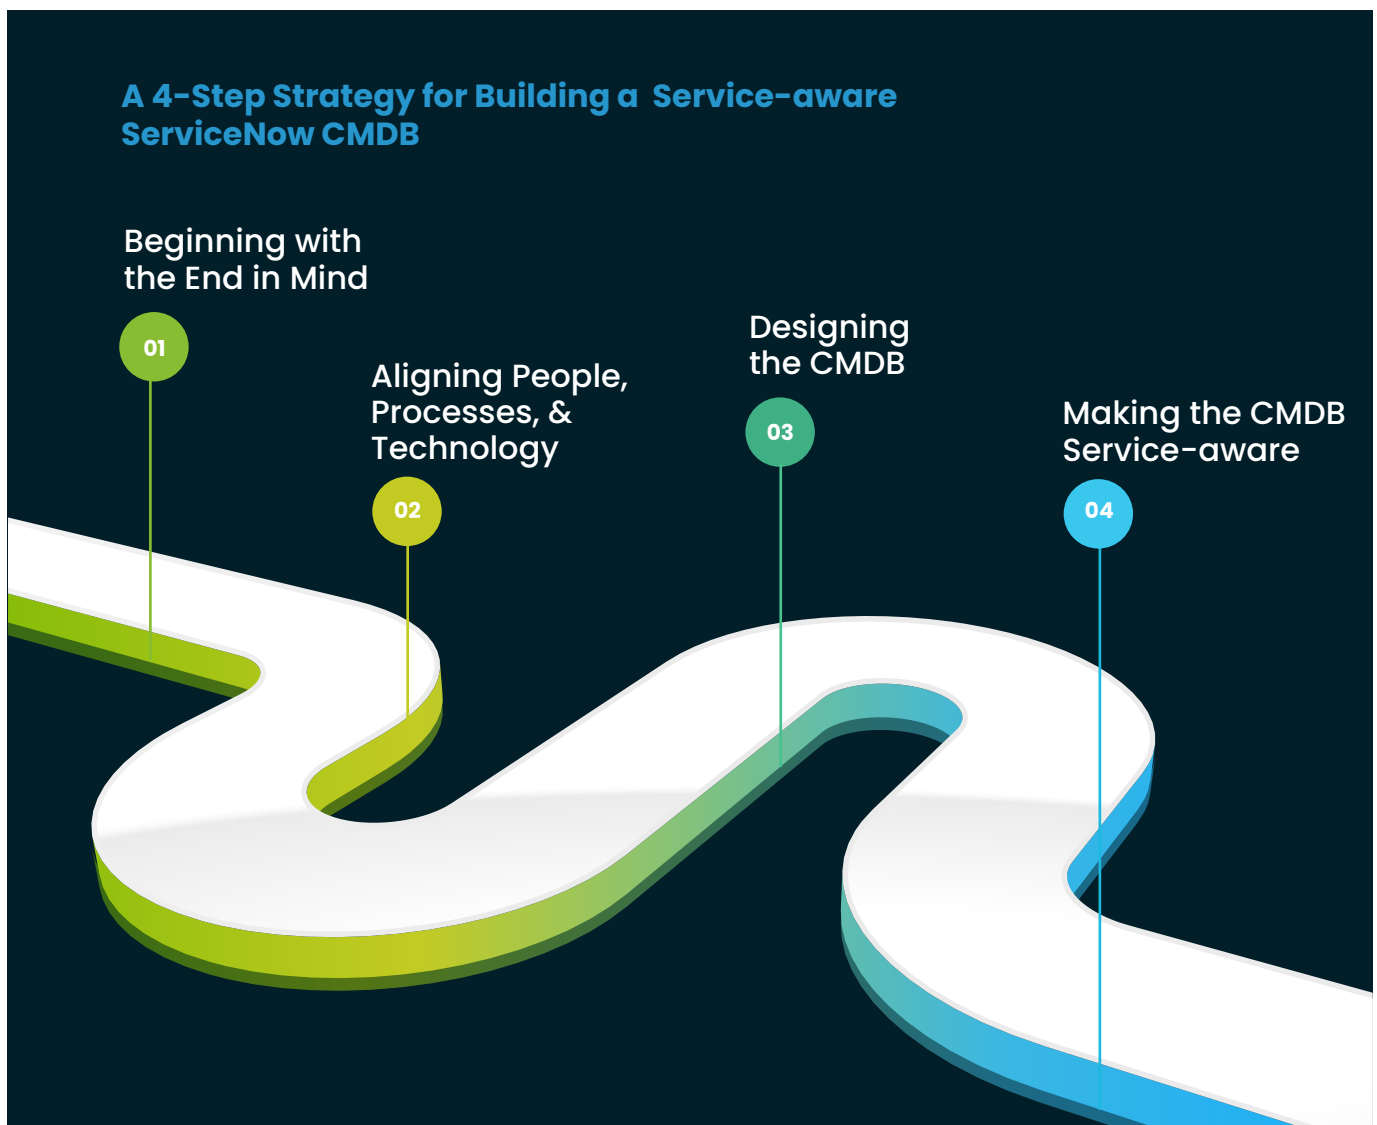 A 4-Step Strategy for Building a Service-aware
ServiceNow CMDB
Beginning with
the End in Mind
01
Aligning People,
Processes, &
Technology
02
Designing
the CMDB
03
Making the CMDB
Service-aware
04